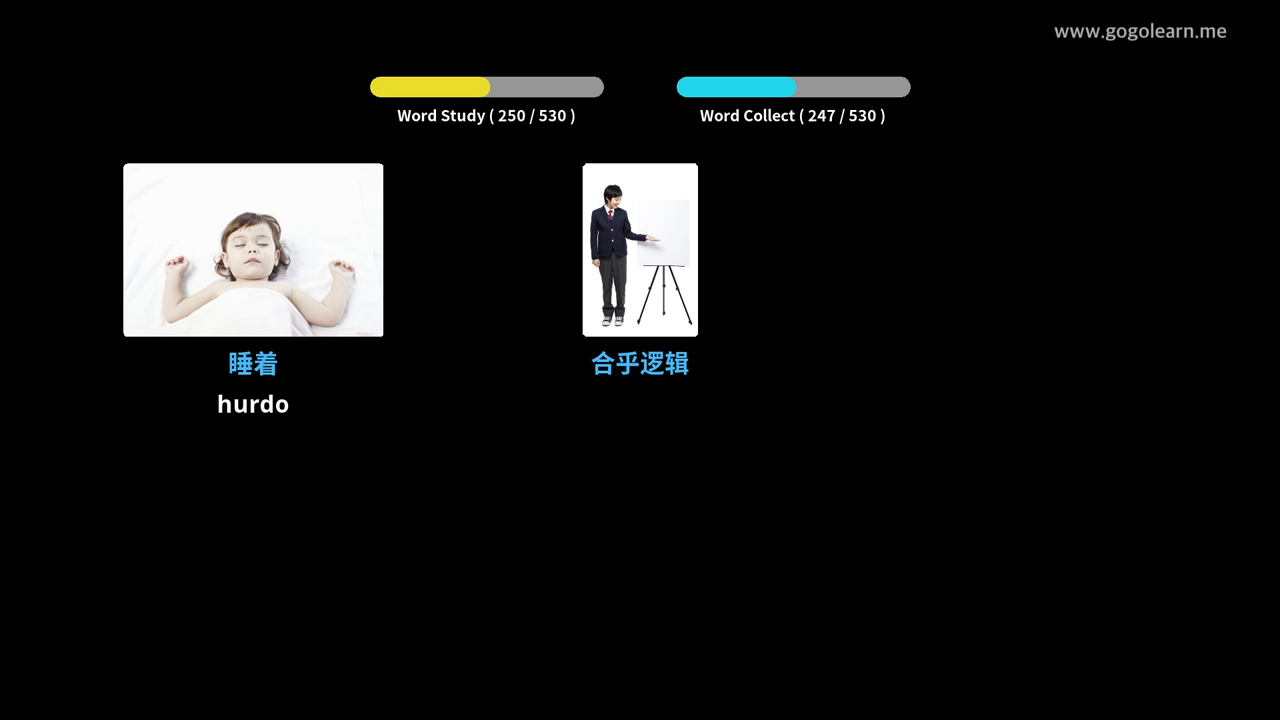 www.gogolearn.me
Word Study ( 250 / 530 )
Word Collect ( 247 / 530 )
睡着
hurdo
合乎逻辑